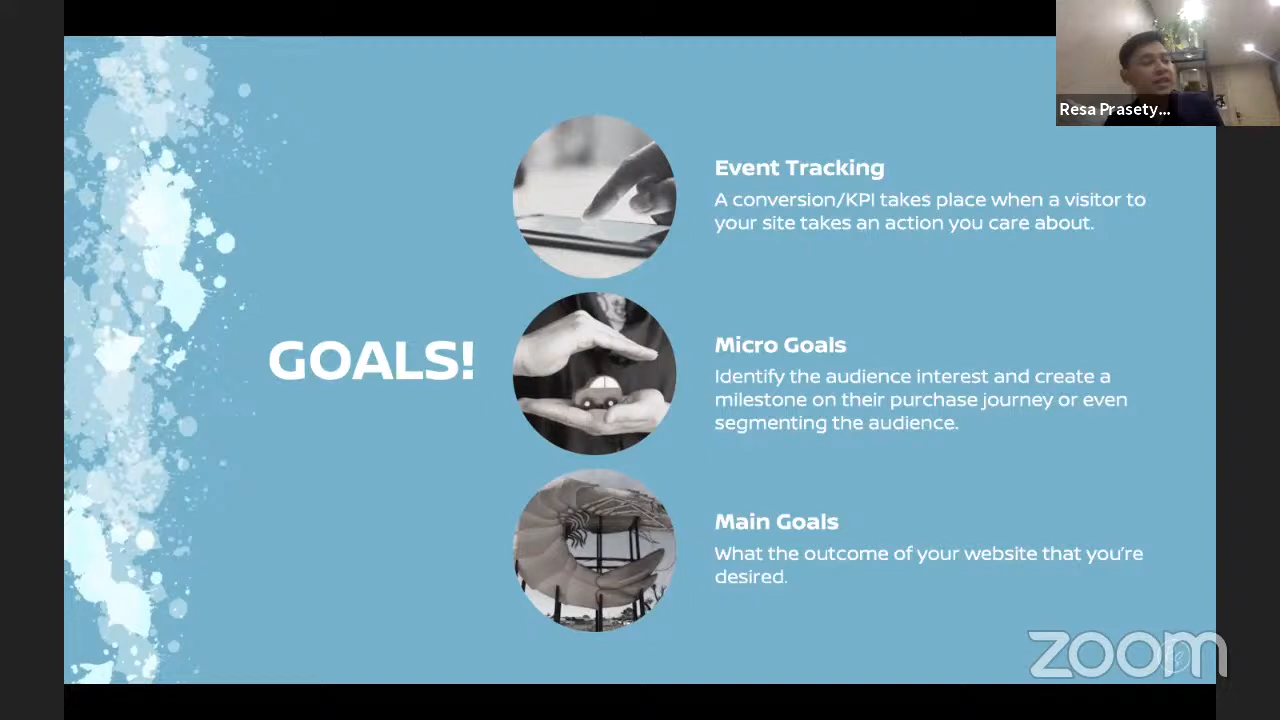 Resa Prasety...
Event Tracking
A conversion/KPI takes place when a visitor to
your site takes an action you care about.
GOALS!
Micro Goals
Identify the audience interest and create a
milestone on their purchase journey or even
segmenting the audience.
Main Goals
What the outcome of your website that you're
desired.
zoom